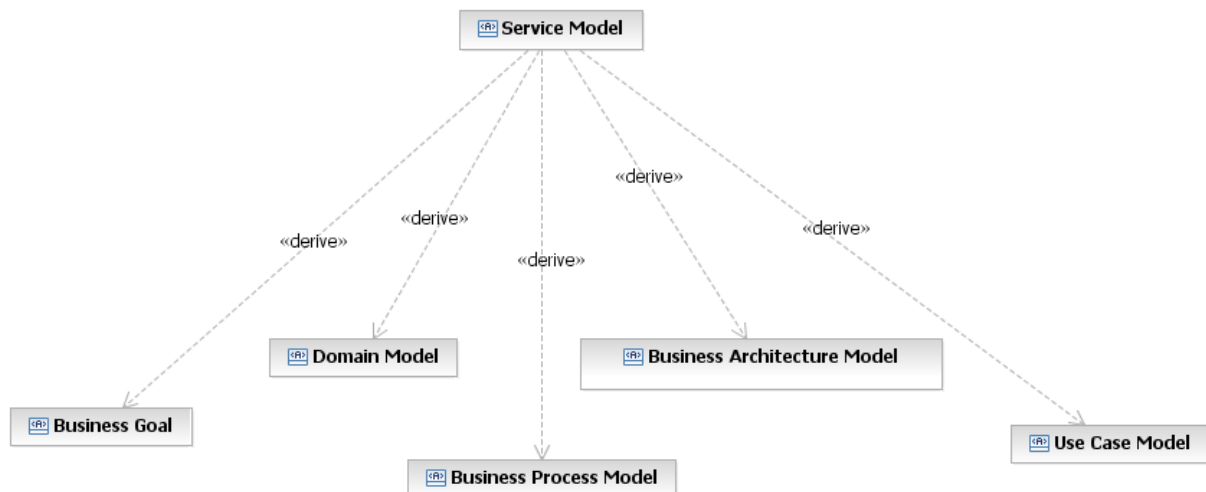 Service Model
«derive»
«derive»
«derive»
«derive»
«derive»
Domain Model
Business Architecture Model
Business Goal
Use Case Model
Business Process Model